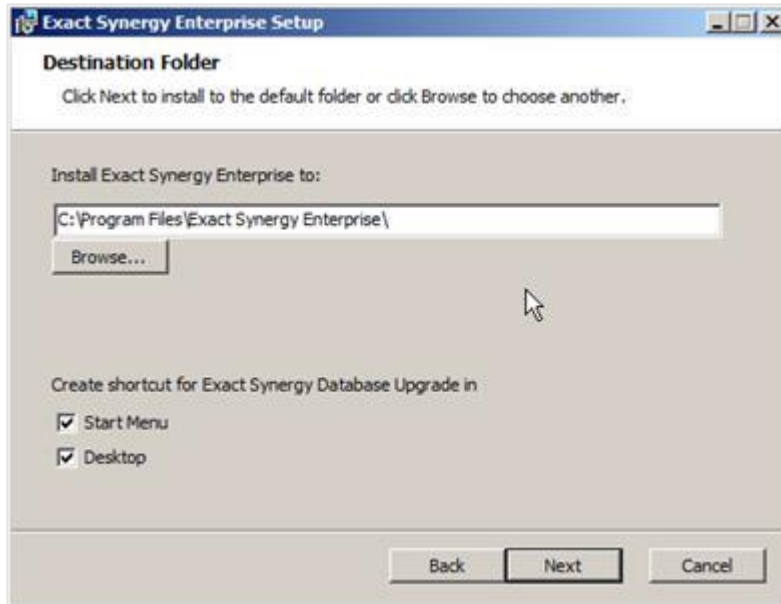 Exact Synergy Enterprise Setup
Destination Folder
Click Next to install to the default folder or click Browse to choose another.
Install Exact Synergy Enterprise to:
C:\Program Files\Exact Synergy Enterprise\
Browse...
Create shortcut for Exact Synergy Database Upgrade in
Start Menu
Desktop
Back Next Cancel